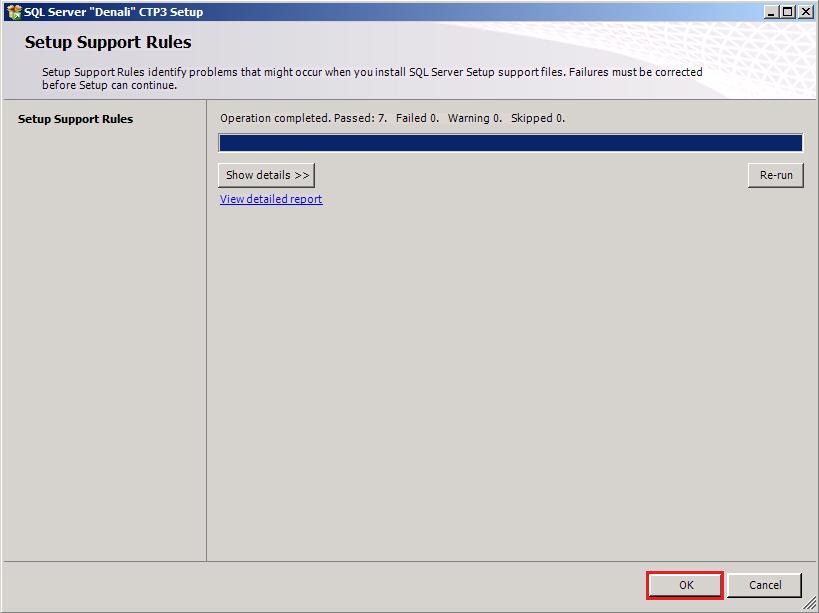 SQL Server "Denali" CTP3 Setup
Setup Support Rules
Setup Support Rules identify problems that might occur when you install SQL Server Setup support files. Failures must be corrected
before Setup can continue.
Setup Support Rules
Operation completed. Passed: 7. Failed 0. Warning 0. Skipped 0.
Show details >>
Re-run
View detailed report
OK
Cancel